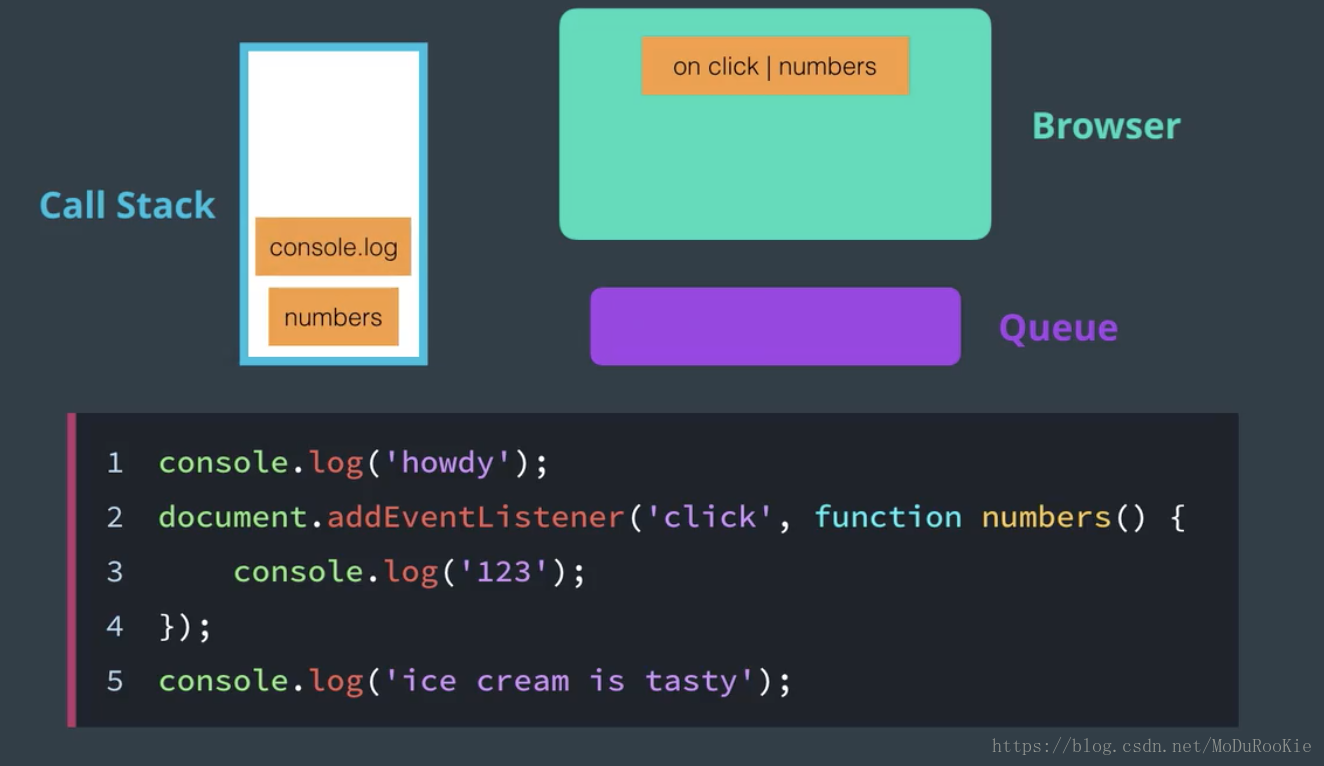 on click | numbers
Browser
Call Stack
console.log
numbers
Queue
1 console.log('howdy');
2 document.addEventListener('click', function numbers() {
3     console.log('123');
4 });
5 console.log('ice cream is tasty');
https://blog.csdn.net/MoDuRooKie